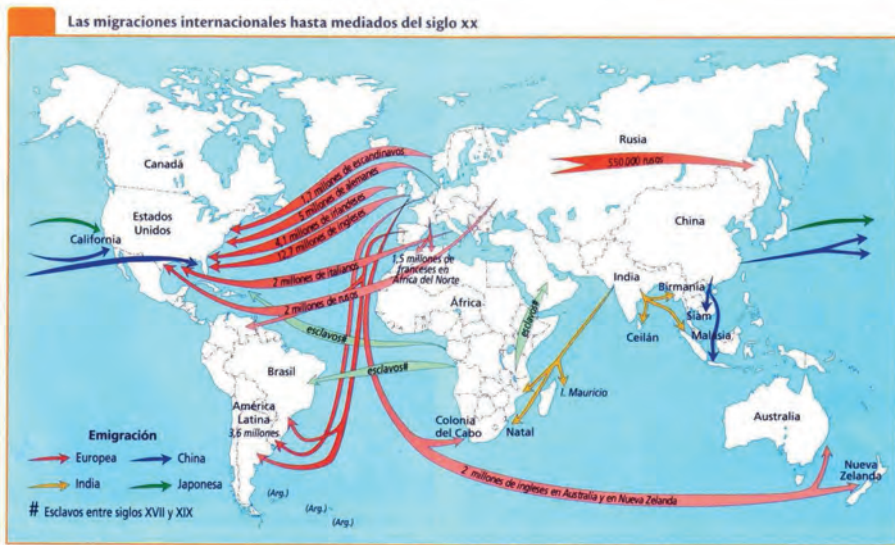 Las migraciones internacionales hasta mediados del siglo XX
Canadá
Rusia
550.000 rusos
1,2 millones de escandinavos
5 millones de alemanes
4,1 millones de irlandeses
12,7 millones de ingleses
Estados
Unidos
California
China
2 millones de italianos
1,5 millones de
franceses en
África del Norte
2 millones de rusos
África
India
Birmania
Siam
Ceilán
Malasia
esclavos#
esclavos#
esclavos#
Brasil
I. Mauricio
América
Latina
3,6 millones
Colonia
del Cabo
Natal
Australia
Nueva
Zelanda
2 millones de ingleses en Australia y en Nueva Zelanda
Emigración
Europea
China
India
Japonesa
# Esclavos entre siglos XVII y XIX
(Arg.)
(Arg.)
(Arg.)